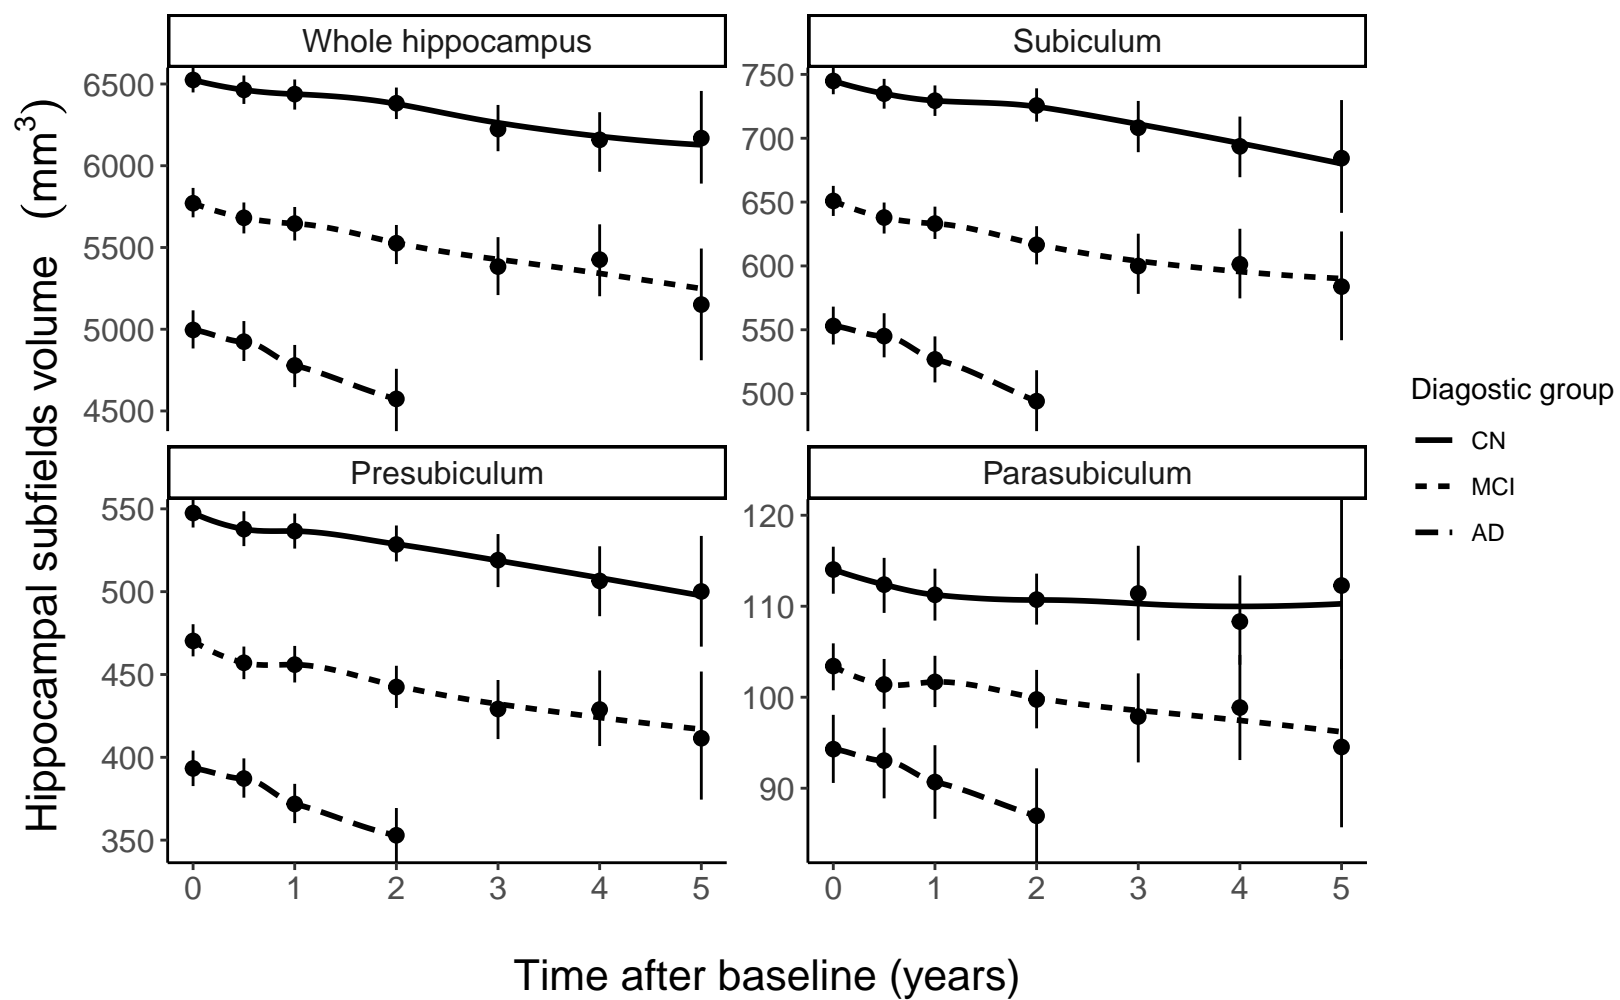 Whole hippocampus
Subiculum
6500
6000
5500
5000
4500
750
700
650
600
550
500
Presubiculum
Parasubiculum
550
500
450
400
350
120
110
100
90
0 1 2 3 4 5
0 1 2 3 4 5
Hippocampal subfields volume (mm³)
Time after baseline (years)
Diagostic group
CN
MCI
AD